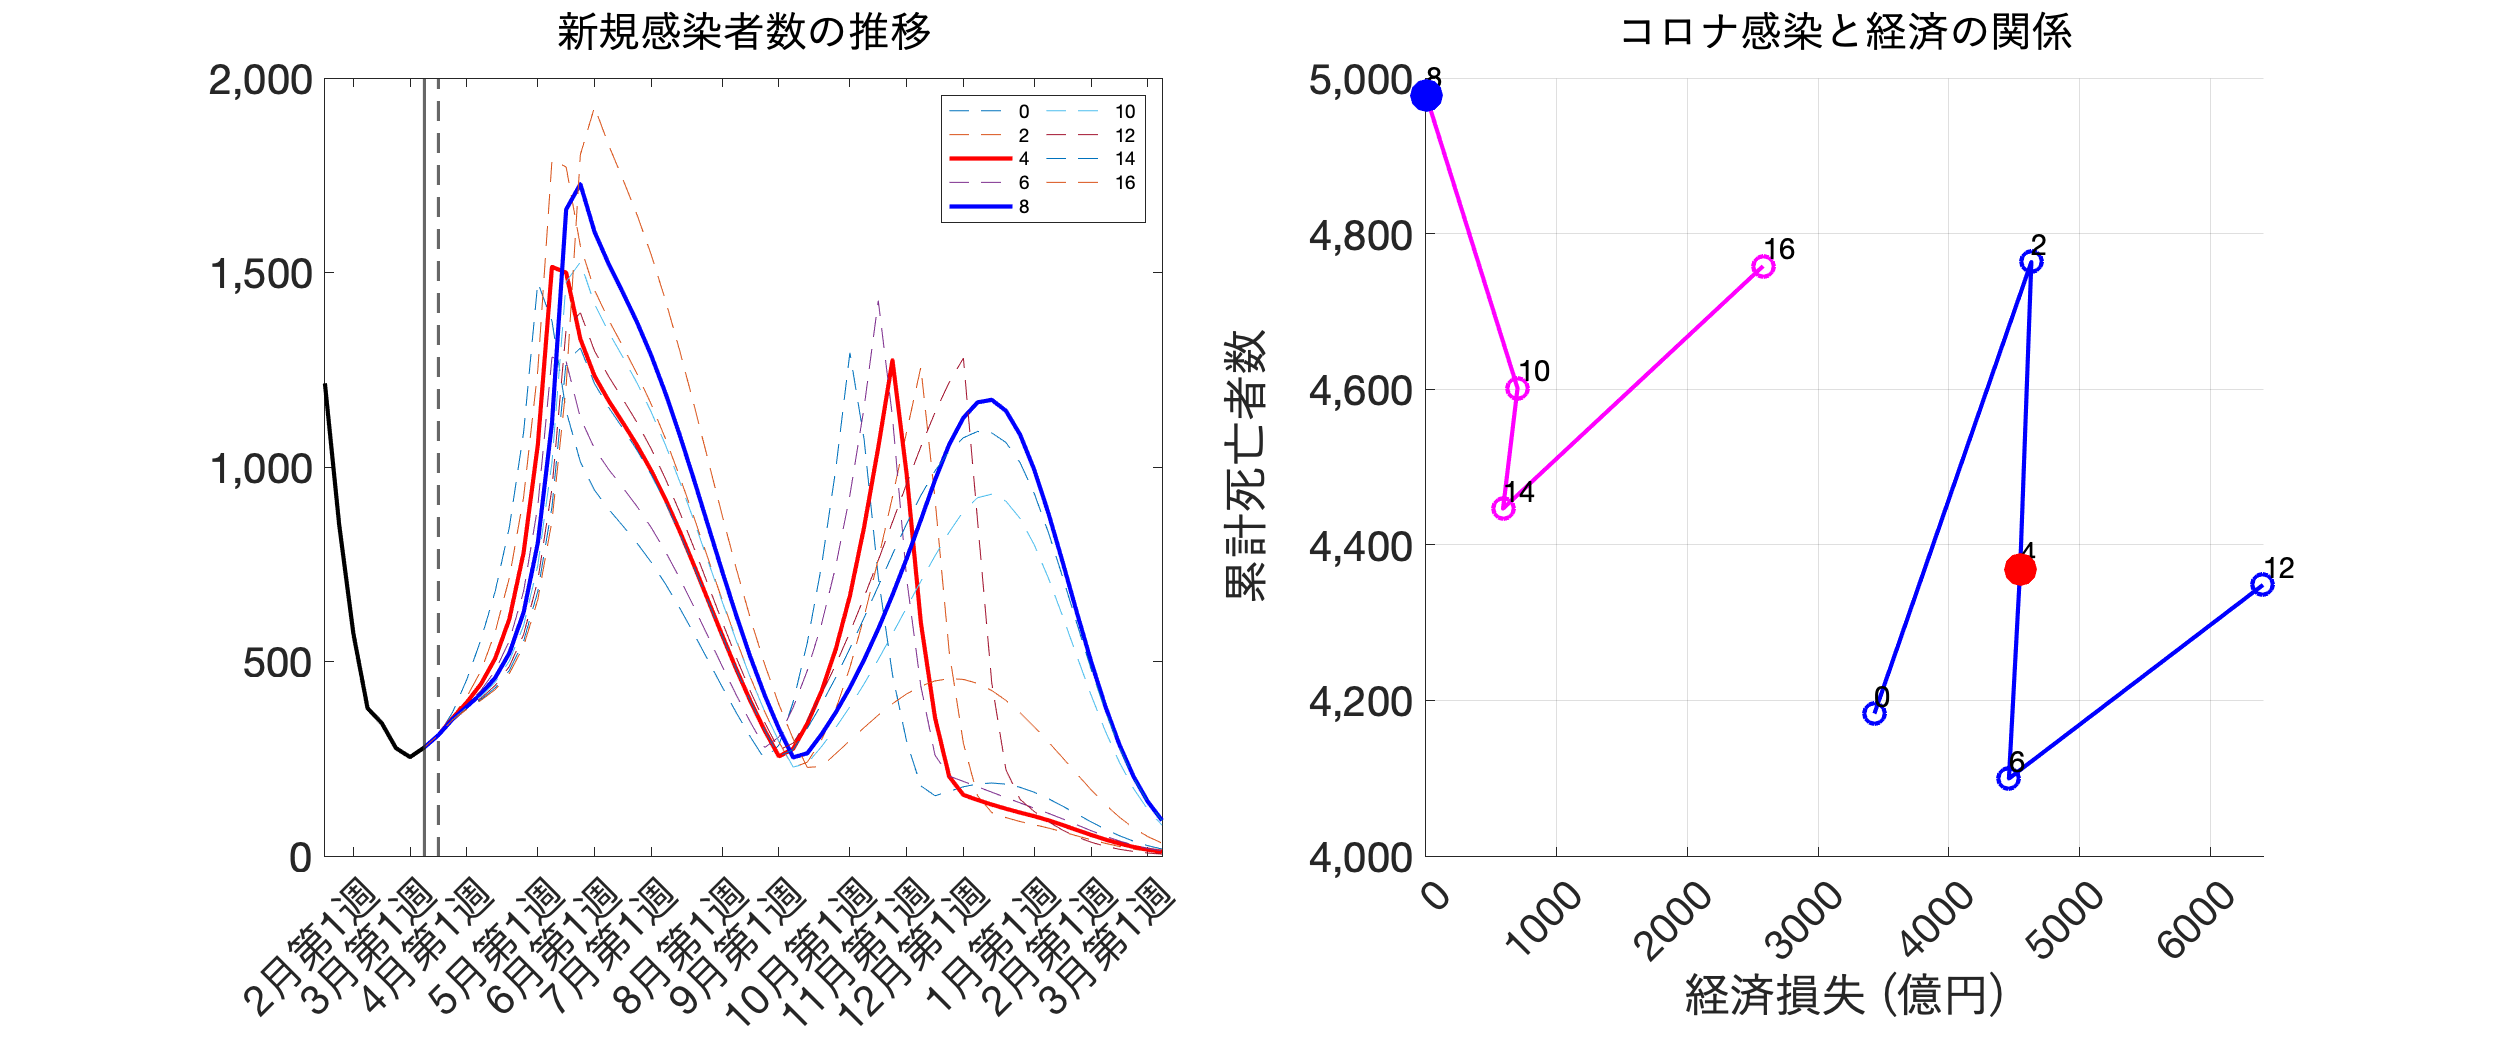 新規感染者数の推移
2,000
1,500
1,000
500
0
0
2
4
6
8
10
12
14
16
2月第1週
3月第1週
4月第1週
5月第1週
6月第1週
7月第1週
8月第1週
9月第1週
10月第1週
11月第1週
12月第1週
1月第1週
2月第1週
3月第1週
コロナ感染と経済の関係
累計死亡者数
5,000
4,800
4,600
4,400
4,200
4,000
8
16
2
10
14
4
12
0
6
0
1000
2000
3000
4000
5000
6000
経済損失 (億円)